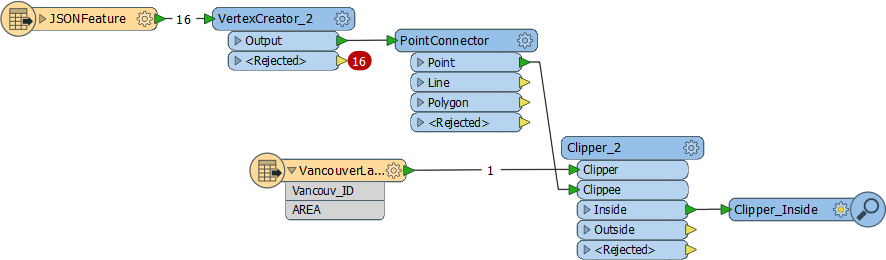 JSONFeature
16
VertexCreator_2
Output
<Rejected>
16
PointConnector
Point
Line
Polygon
<Rejected>
VancouverLa...
Vancouv_ID
AREA
1
Clipper_2
Clipper
Clippee
Inside
Outside
<Rejected>
Clipper_Inside